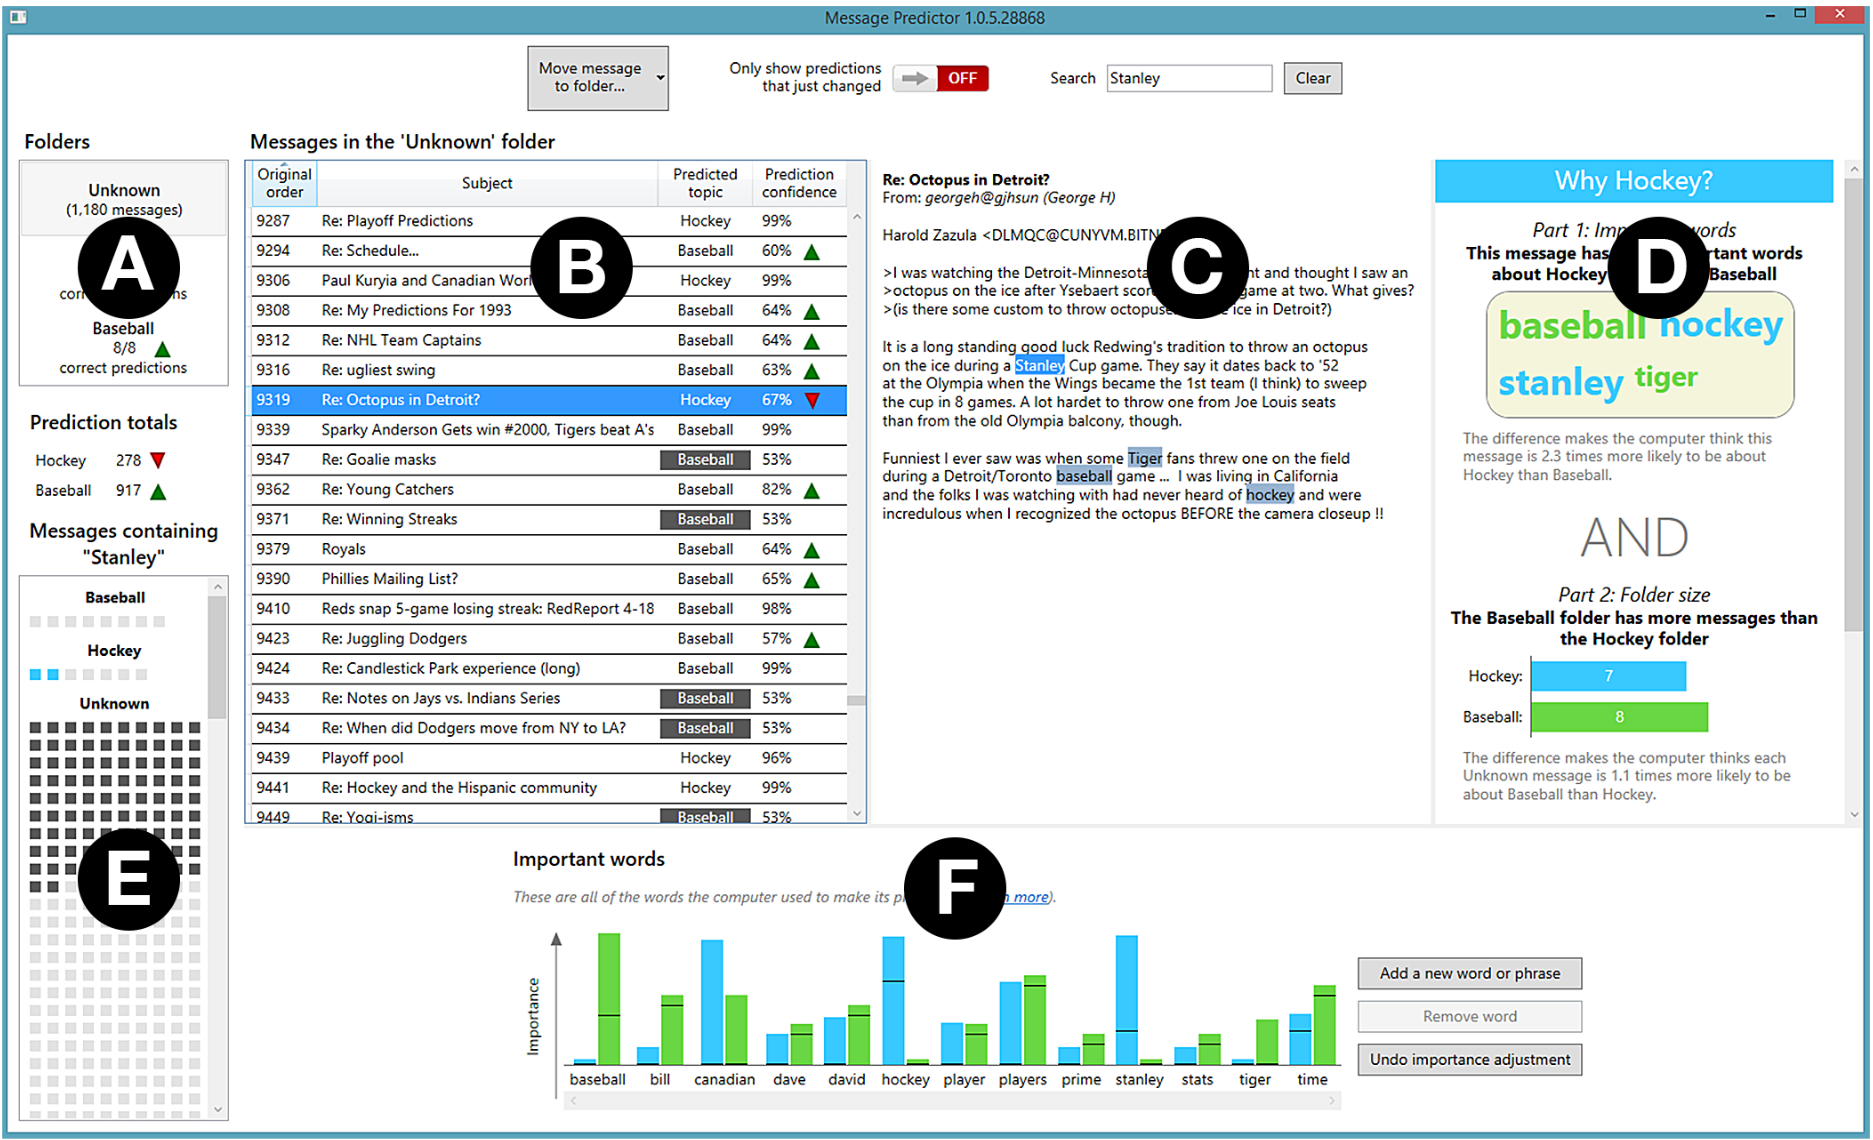 Message Predictor 1.0.5.28868
Move message
to folder...
Only show predictions
that just changed
OFF
Search
Stanley
Clear
Folders
Unknown
(1,180 messages)
A
Baseball
8/8
correct predictions
Prediction totals
Hockey 278
Baseball 917
Messages containing
"Stanley"
Baseball
Hockey
Unknown
E
Messages in the 'Unknown' folder
Original
order
Subject
Predicted
topic
Prediction
confidence
9287 Re: Playoff Predictions Hockey 99%
9294 Re: Schedule... Baseball 60%
9306 Paul Kuryia and Canadian Hockey 99%
9308 Re: My Predictions For 1993 Baseball 64%
9312 Re: NHL Team Captains Baseball 64%
9316 Re: ugliest swing Baseball 63%
9319 Re: Octopus in Detroit? Hockey 67%
9339 Sparky Anderson Gets win #2000, Tigers beat A's Baseball 99%
9347 Re: Goalie masks Baseball 53%
9362 Re: Young Catchers Baseball 82%
9371 Re: Winning Streaks Baseball 53%
9379 Royals Baseball 64%
9390 Phillies Mailing List? Baseball 65%
9410 Reds snap 5-game losing streak: RedReport 4-18 Baseball 98%
9423 Re: Juggling Dodgers Baseball 57%
9424 Re: Candlestick Park experience (long) Baseball 99%
9433 Re: Notes on Jays vs. Indians Series Baseball 53%
9434 Re: When did Dodgers move from NY to LA? Baseball 53%
9439 Playoff pool Hockey 96%
9441 Re: Hockey and the Hispanic community Hockey 99%
9449 Re: Yogi-isms Baseball 53%
B
Re: Octopus in Detroit?
From: georgeh@gjhsun (George H)
Harold Zazula <DLMQC@CUNYVM.BITN
C
>I was watching the Detroit-Minnesota and thought I saw an
>octopus on the ice after Ysebaert game at two. What gives?
>(is there some custom to throw ice in Detroit?)
It is a long standing good luck Redwing's tradition to throw an octopus
on the ice during a Stanley Cup game. They say it dates back to '52
at the Olympia when the Wings became the 1st team (I think) to sweep
the cup in 8 games. A lot hardet to throw one from Joe Louis seats
than from the old Olympia balcony, though.
Funniest I ever saw was when some Tiger fans threw one on the field
during a Detroit/Toronto baseball game ... I was living in California
and the folks I was watching with had never heard of hockey and were
incredulous when I recognized the octopus BEFORE the camera closeup !!
Why Hockey?
Part 1: words
This message has words
about Hockey Baseball
D
baseball hockey
stanley tiger
The difference makes the computer think this
message is 2.3 times more likely to be about
Hockey than Baseball.
AND
Part 2: Folder size
The Baseball folder has more messages than
the Hockey folder
Hockey: 7
Baseball: 8
The difference makes the computer thinks each
Unknown message is 1.1 times more likely to be
about Baseball than Hockey.
Important words
These are all of the words the computer used to make its more).
F
Importance
baseball bill canadian dave david hockey player players prime stanley stats tiger time
Add a new word or phrase
Remove word
Undo importance adjustment